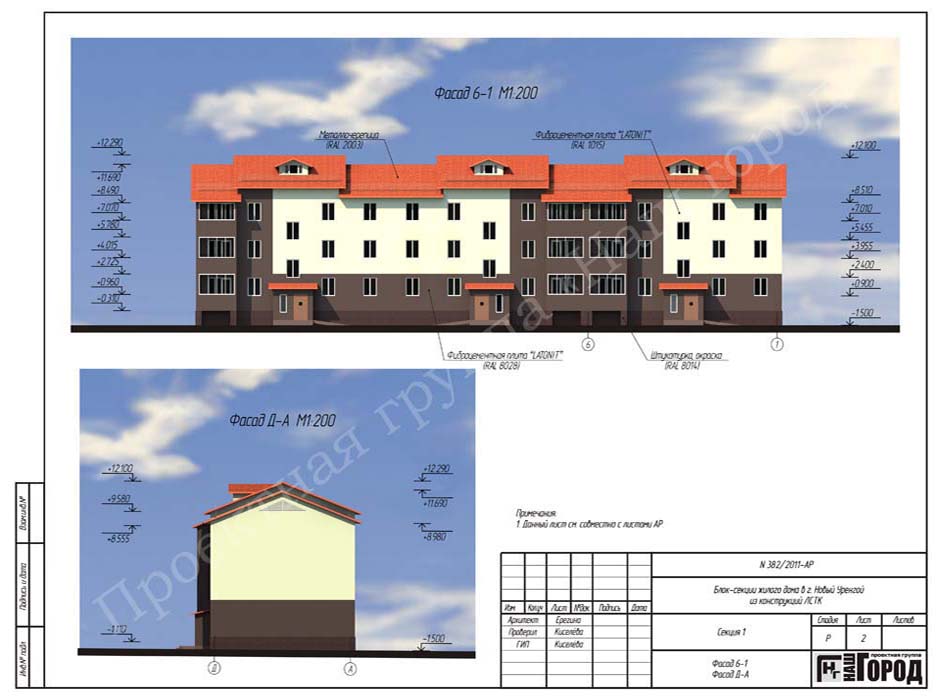 Фасад 6-1 М1:200
Металлочерепица
(RAL 2003)
Фиброцементная плита "LATONIT"
(RAL 1015)
+12.290
+11.690
+8.490
+7.070
+5.780
+4.015
+2.725
+0.960
-0.310
+12.100
+8.510
+7.010
+5.455
+3.955
+2.400
+0.900
-1.500
6
1
Фиброцементная плита "LATONIT"
(RAL 8028)
Штукатурка, окраска
(RAL 8014)
Фасад Д-А М1:200
+12.100
+9.580
+8.555
-1.110
+12.290
+11.690
+8.980
-1.500
Д
А
Проектная группа «Наш город»
Примечания.
1. Данный лист см. совместно с листами АР
Взам.инв.№
Подпись и дата
Инв.№ подл.
N 382/2011-АР
Блок-секции жилого дома в г. Новый Уренгой
из конструкций ЛСТК
Изм. Кол.уч Лист №Док. Подпись Дата
Архитектор Ерегина
Проверил Киселёва
ГИП Киселёва
Секция 1
Стадия Лист Листов
Р 2
Фасад 6-1
Фасад Д-А
НГ НАШ ГОРОД проектная группа